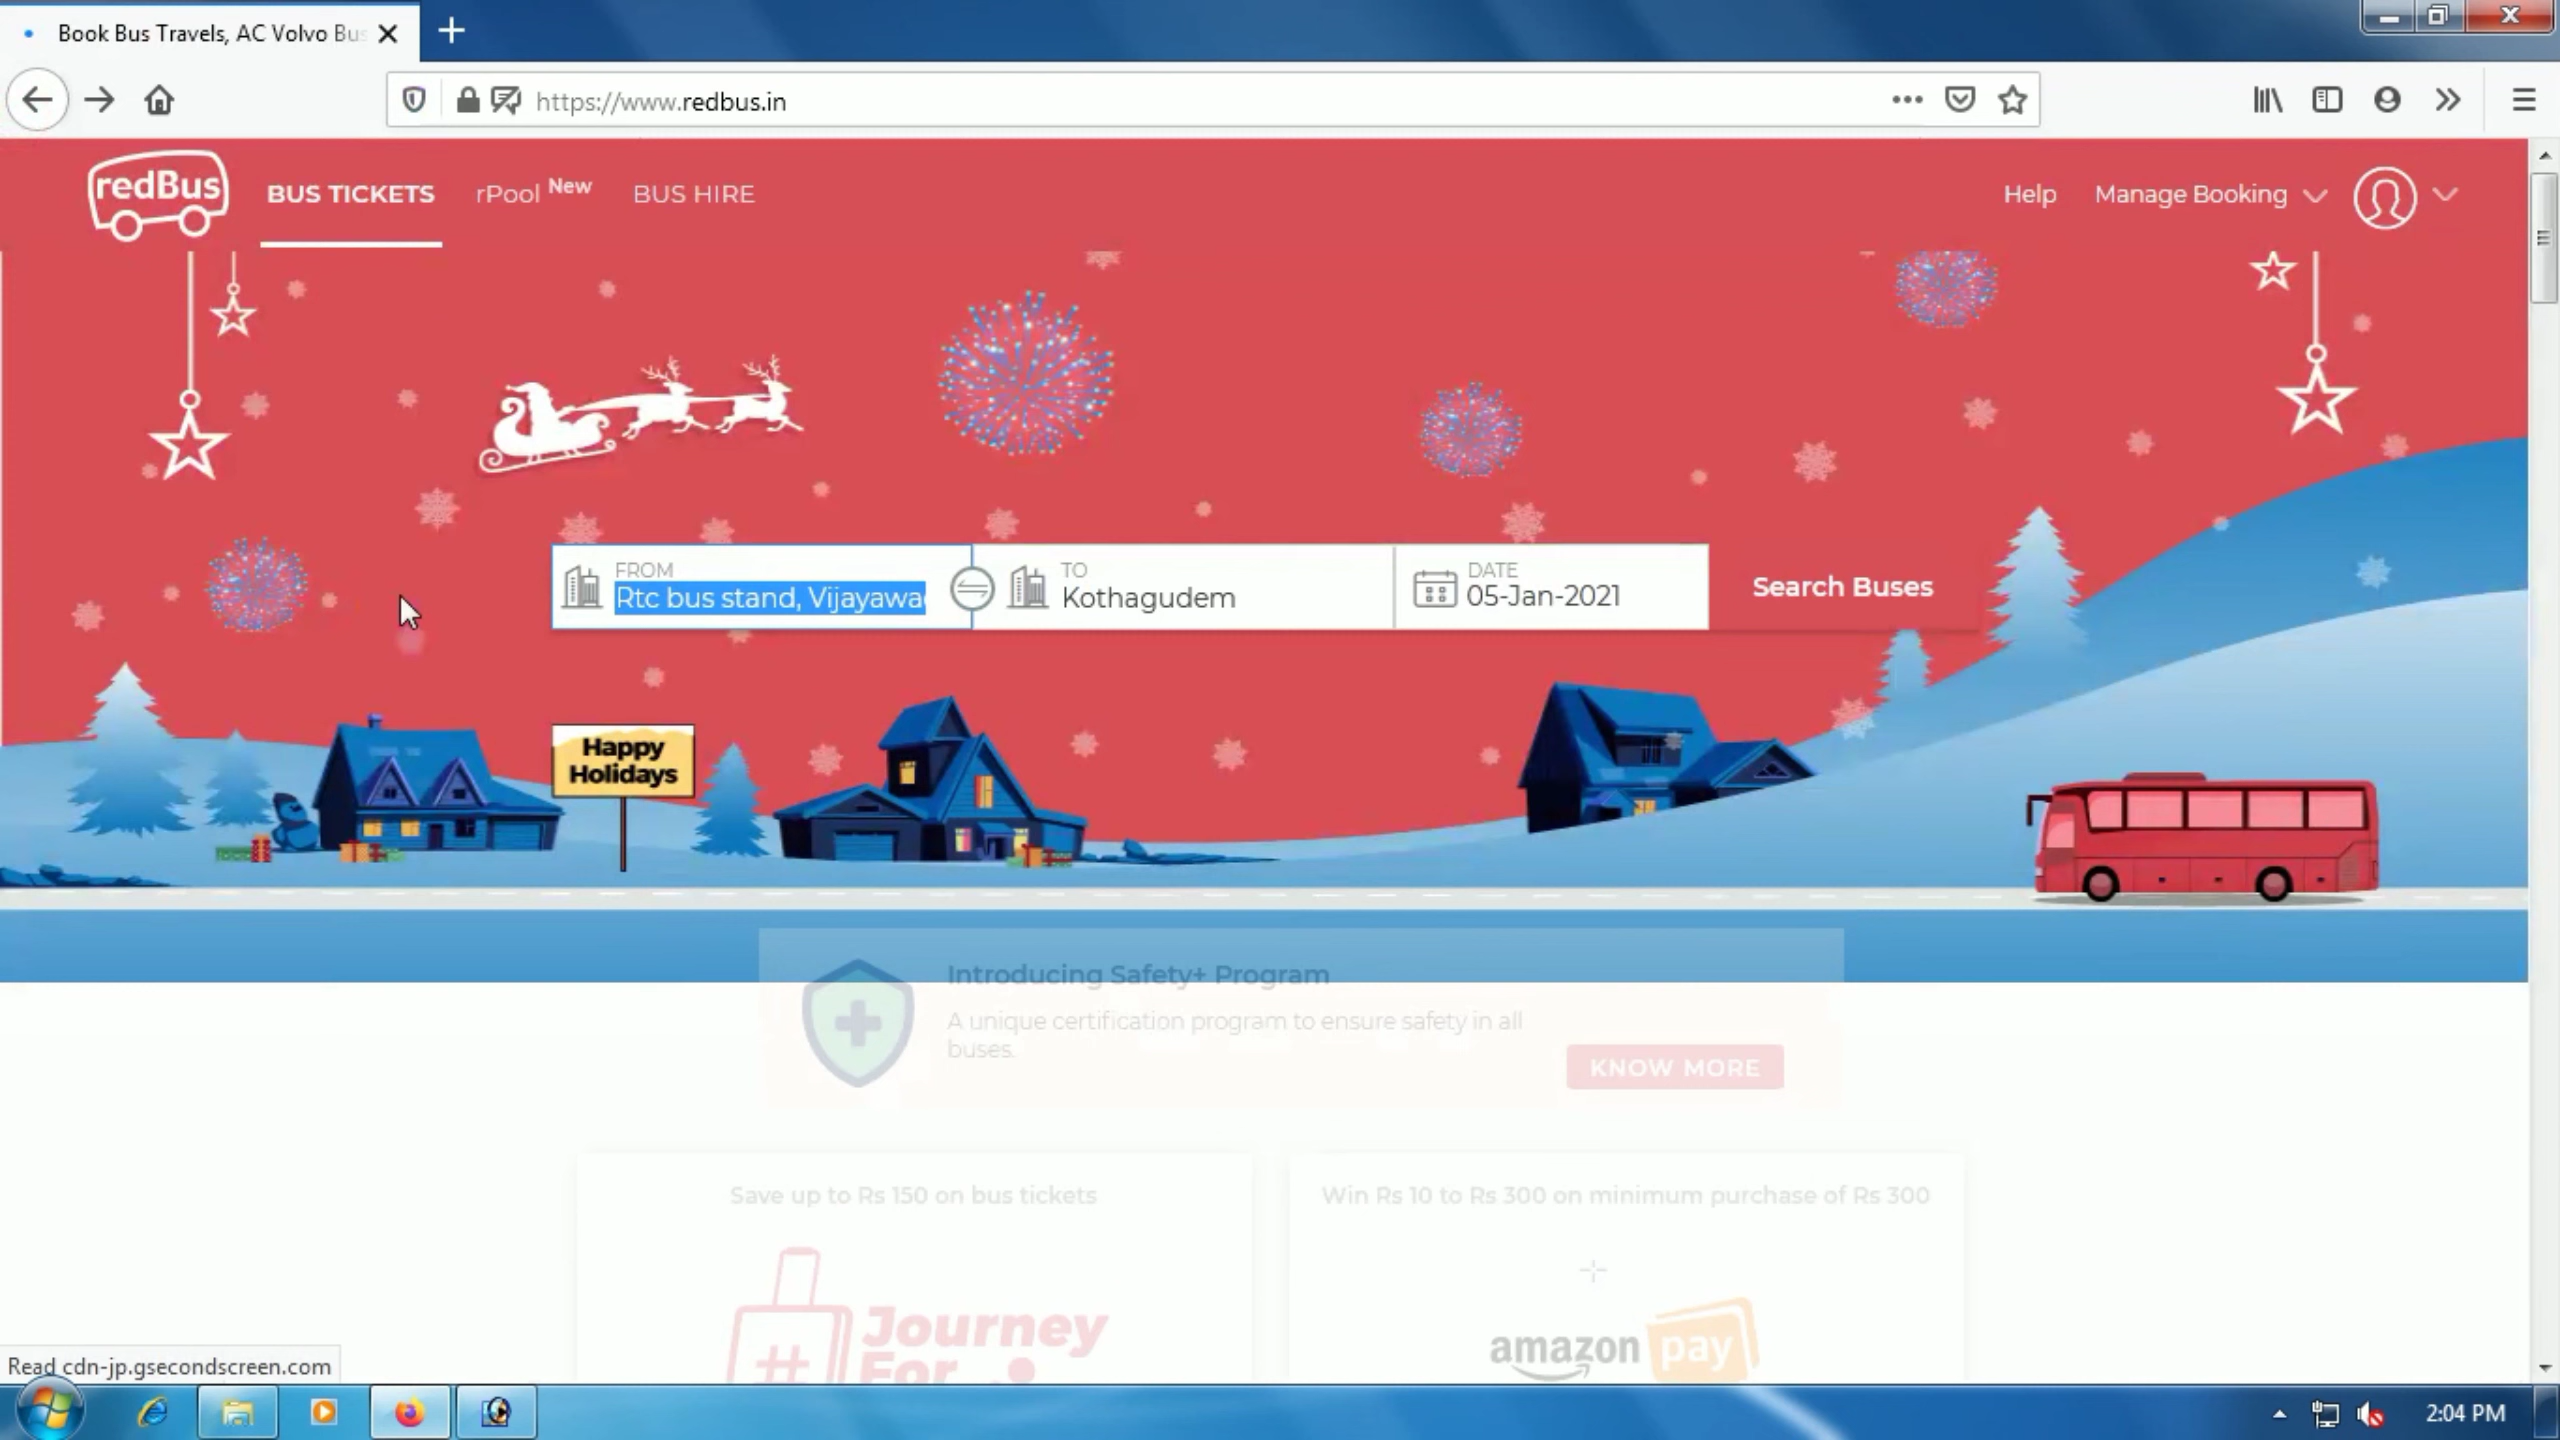 Book Bus Travels, AC Volvo Bus
https://www.redbus.in
redBus
BUS TICKETS
rPool New
BUS HIRE
Help
Manage Booking
FROM
Rtc bus stand, Vijayawa
TO
Kothagudem
DATE
05-Jan-2021
Search Buses
Happy
Holidays
Introducing Safety+ Program
A unique certification program to ensure safety in all
buses.
KNOW MORE
Save up to Rs 150 on bus tickets
Win Rs 10 to Rs 300 on minimum purchase of Rs 300
# Journey
For
amazon pay
Read cdn-jp.gsecondscreen.com
2:04 PM